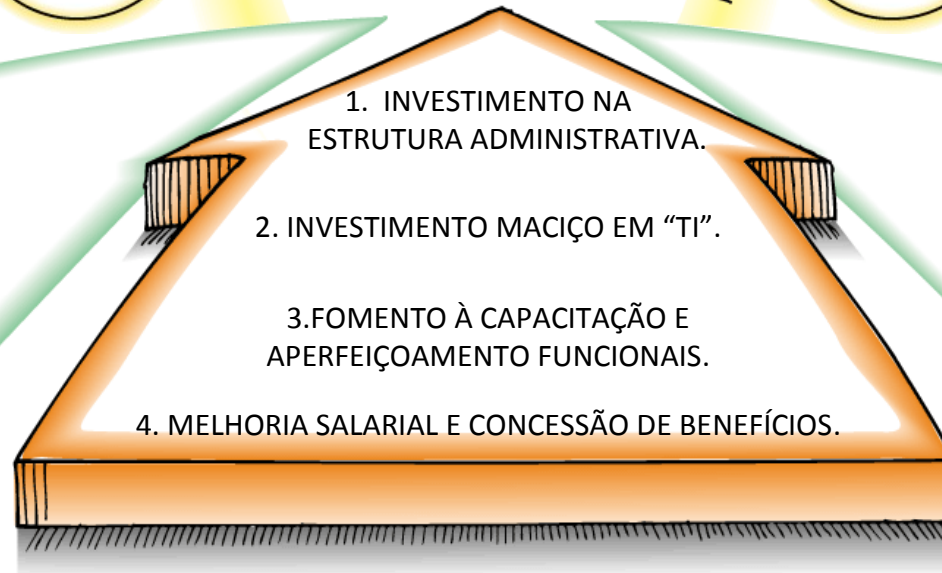 1. INVESTIMENTO NA
ESTRUTURA ADMINISTRATIVA.
2. INVESTIMENTO MACIÇO EM “TI”.
3.FOMENTO À CAPACITAÇÃO E
APERFEIÇOAMENTO FUNCIONAIS.
4. MELHORIA SALARIAL E CONCESSÃO DE BENEFÍCIOS.